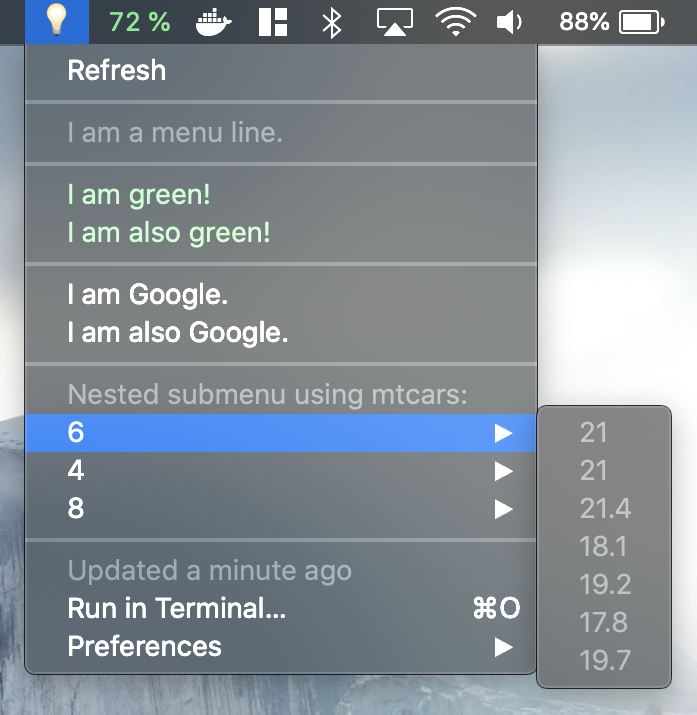 72 %
88%
Refresh
I am a menu line.
I am green!
I am also green!
I am Google.
I am also Google.
Nested submenu using mtcars:
6
4
8
Updated a minute ago
Run in Terminal... ⌘O
Preferences
21
21
21.4
18.1
19.2
17.8
19.7